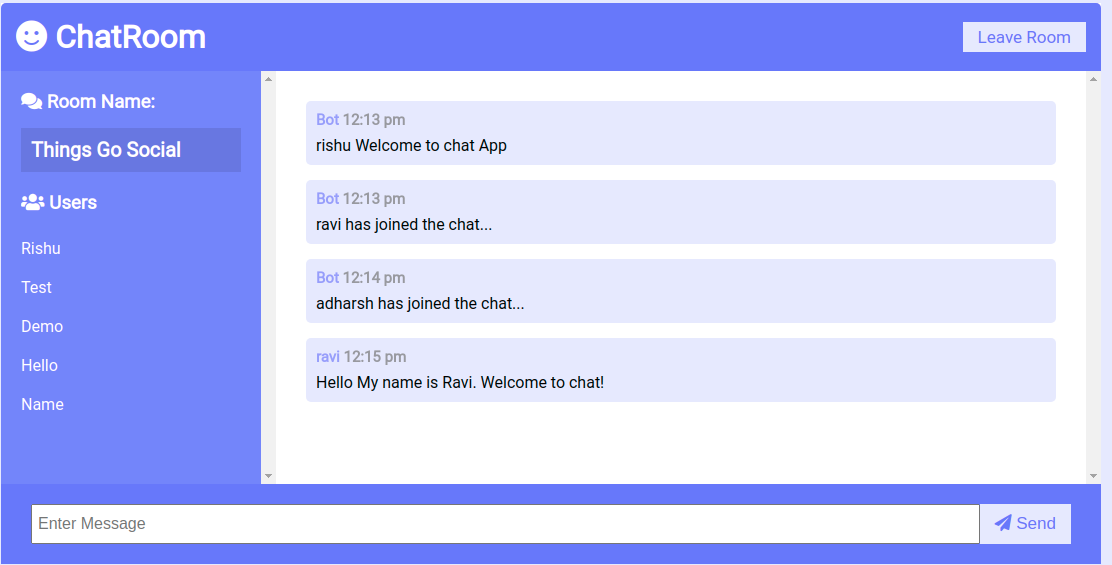 ChatRoom
Leave Room
Room Name:
Things Go Social
Users
Rishu
Test
Demo
Hello
Name
Bot 12:13 pm
rishu Welcome to chat App
Bot 12:13 pm
ravi has joined the chat...
Bot 12:14 pm
adharsh has joined the chat...
ravi 12:15 pm
Hello My name is Ravi. Welcome to chat!
Enter Message
Send